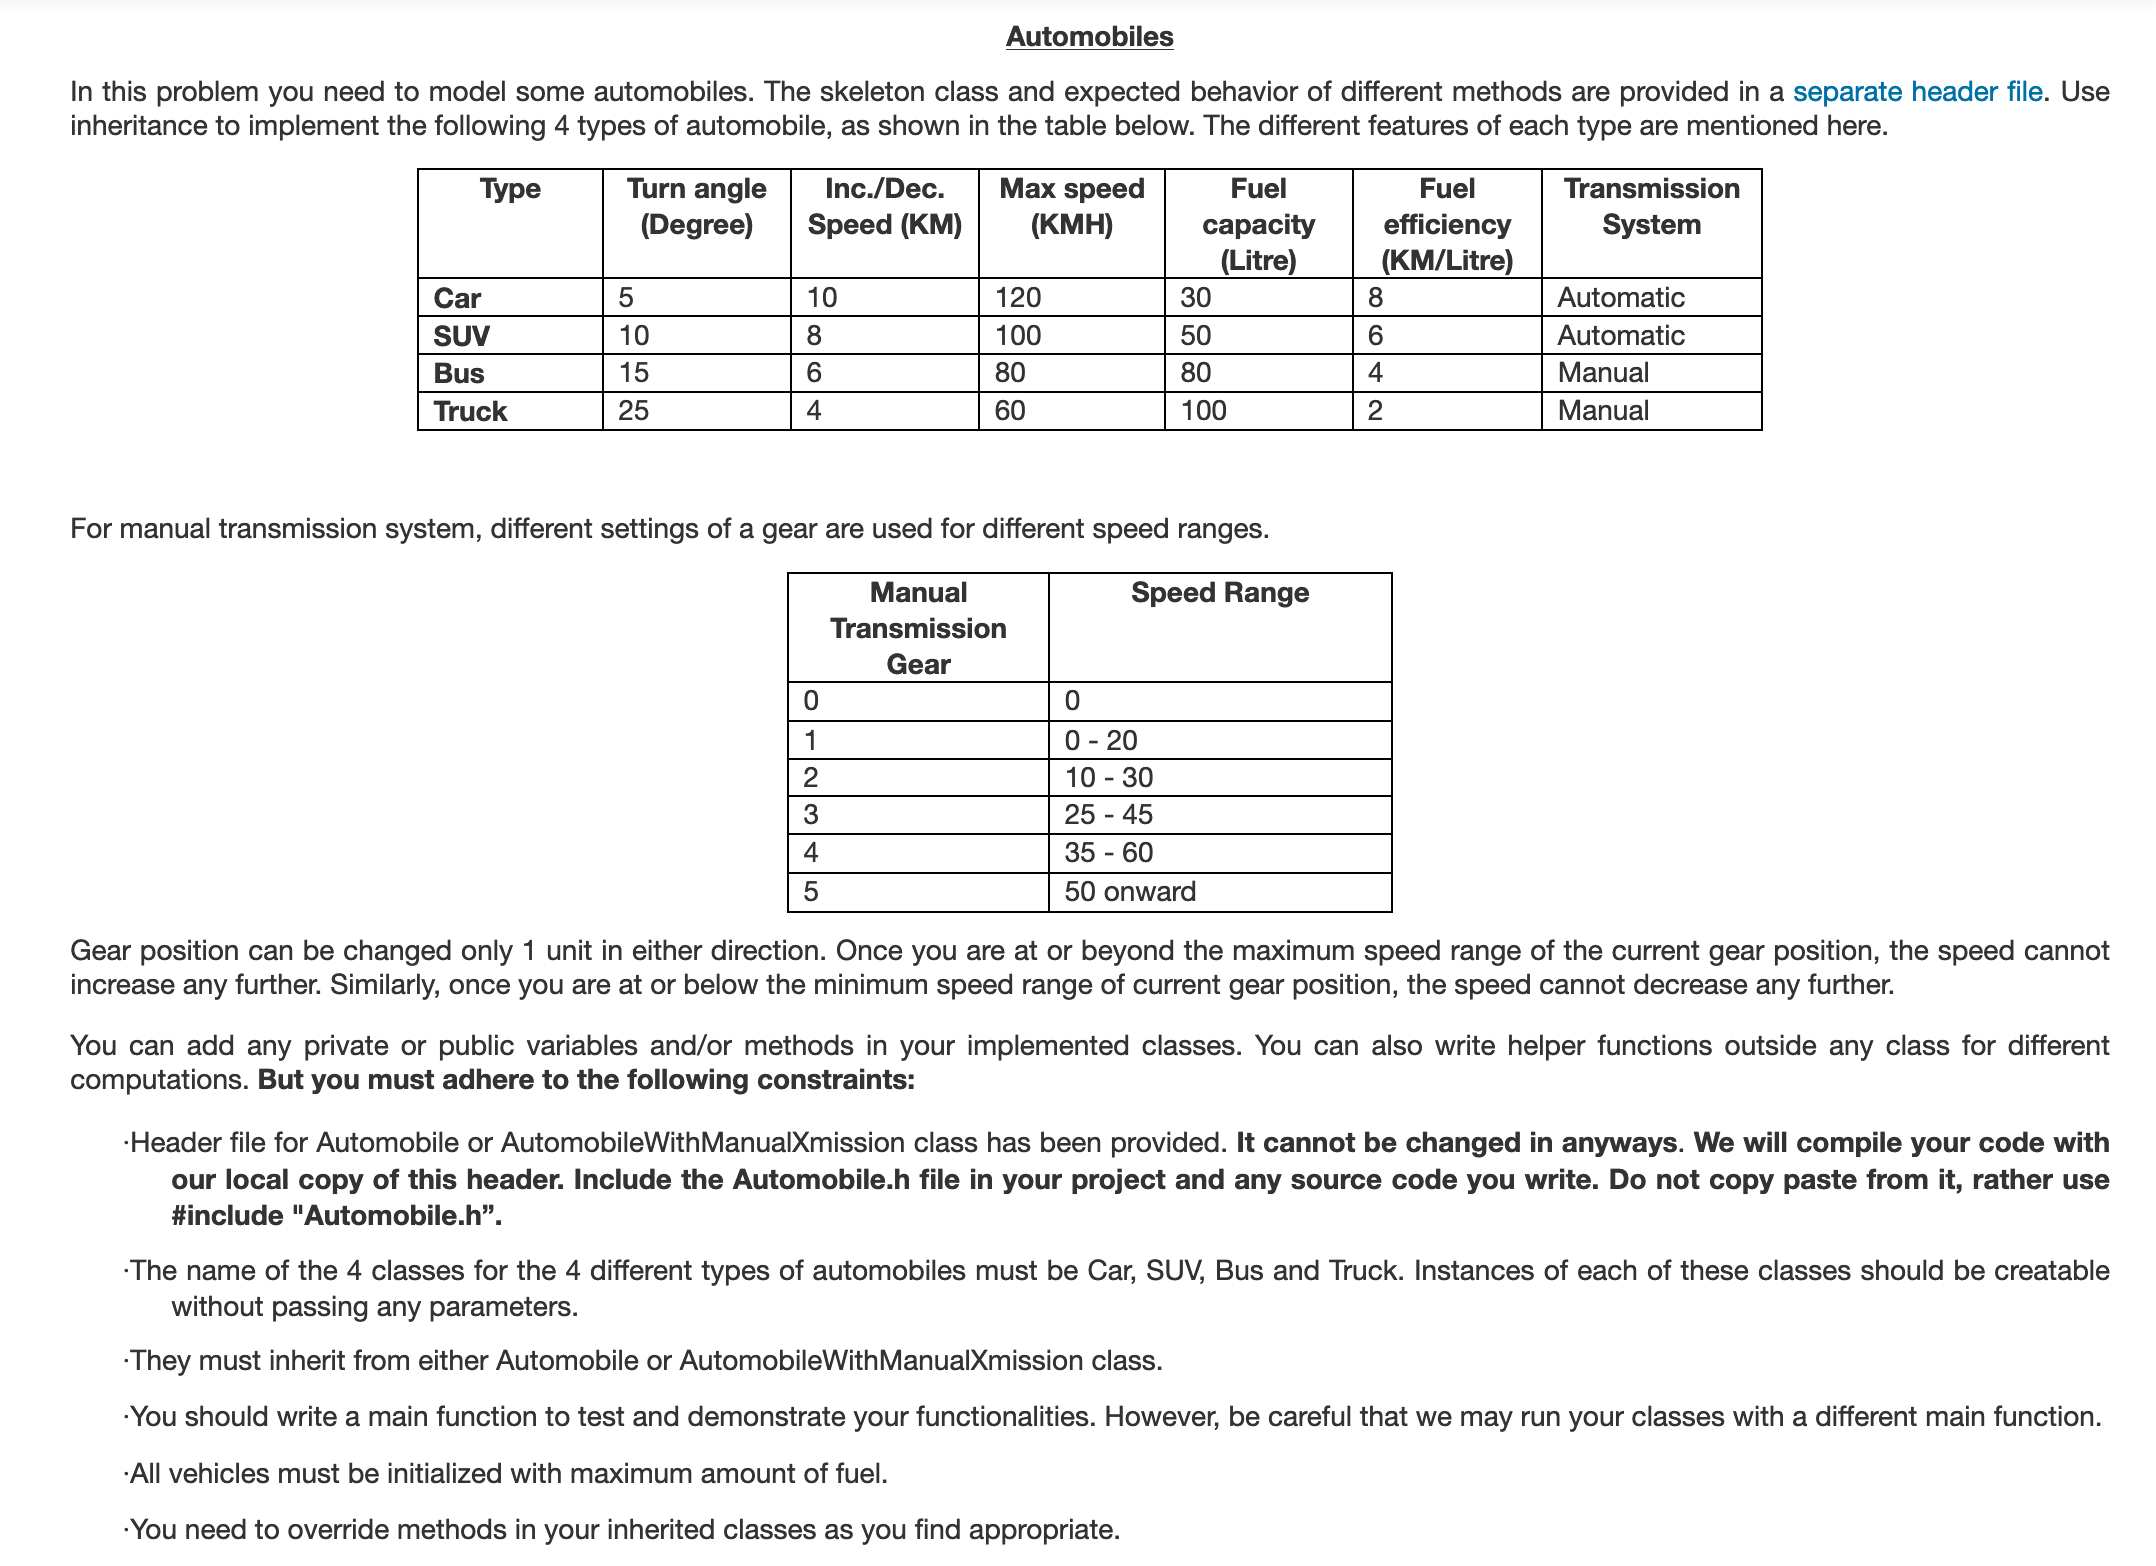 Automobiles
In this problem you need to model some automobiles. The skeleton class and expected behavior of different methods are provided in a separate header file. Use
inheritance to implement the following 4 types of automobile, as shown in the table below. The different features of each type are mentioned here.
Type Turn angle (Degree) Inc./Dec. Speed (KM) Max speed (KMH) Fuel capacity (Litre) Fuel efficiency (KM/Litre) Transmission System
Car 5 10 120 30 8 Automatic
SUV 10 8 100 50 6 Automatic
Bus 15 6 80 80 4 Manual
Truck 25 4 60 100 2 Manual
For manual transmission system, different settings of a gear are used for different speed ranges.
Manual Transmission Gear Speed Range
0 0
1 0 - 20
2 10 - 30
3 25 - 45
4 35 - 60
5 50 onward
Gear position can be changed only 1 unit in either direction. Once you are at or beyond the maximum speed range of the current gear position, the speed cannot
increase any further. Similarly, once you are at or below the minimum speed range of current gear position, the speed cannot decrease any further.
You can add any private or public variables and/or methods in your implemented classes. You can also write helper functions outside any class for different
computations. But you must adhere to the following constraints:
·Header file for Automobile or AutomobileWithManualXmission class has been provided. It cannot be changed in anyways. We will compile your code with
our local copy of this header. Include the Automobile.h file in your project and any source code you write. Do not copy paste from it, rather use
#include "Automobile.h”.
·The name of the 4 classes for the 4 different types of automobiles must be Car, SUV, Bus and Truck. Instances of each of these classes should be creatable
without passing any parameters.
·They must inherit from either Automobile or AutomobileWithManualXmission class.
·You should write a main function to test and demonstrate your functionalities. However, be careful that we may run your classes with a different main function.
·All vehicles must be initialized with maximum amount of fuel.
·You need to override methods in your inherited classes as you find appropriate.